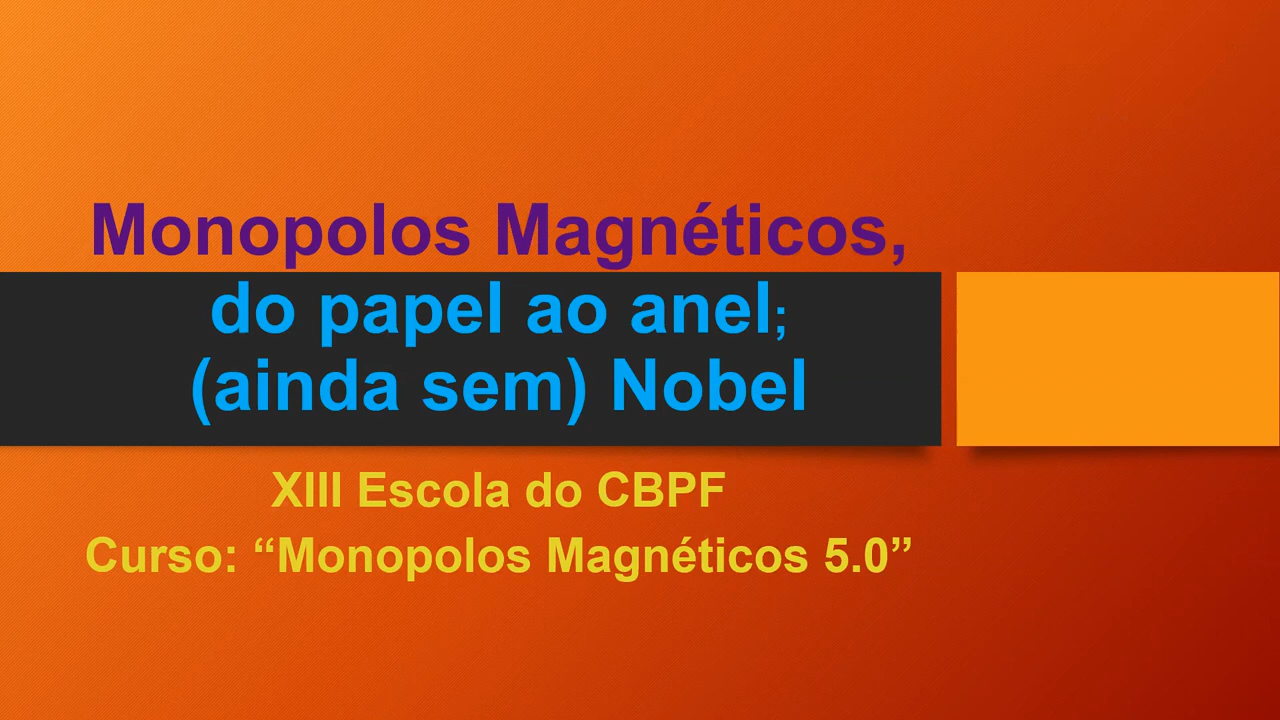 Monopolos Magnéticos,
do papel ao anel;
(ainda sem) Nobel
XIII Escola do CBPF
Curso: “Monopolos Magnéticos 5.0”